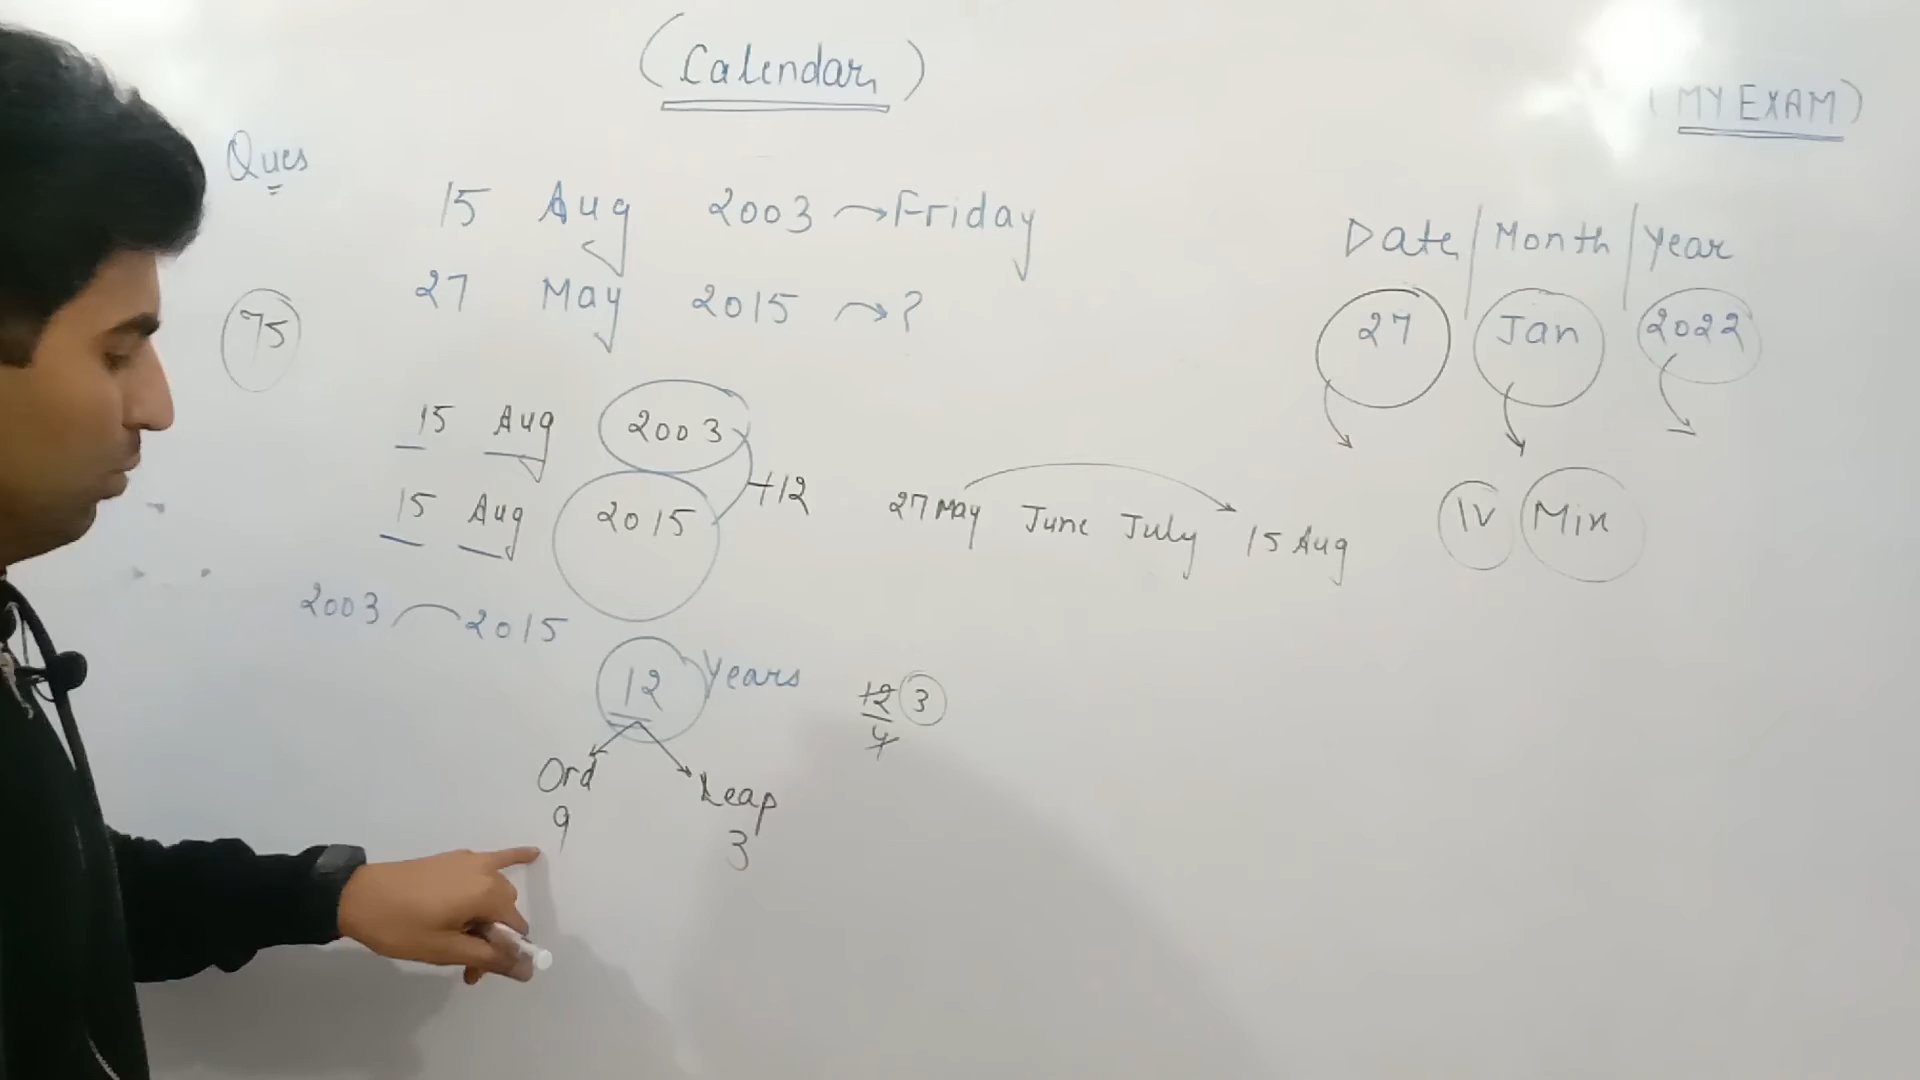 (Calendar)
(MY EXAM)
Ques
15 Aug 2003 → Friday
27 May 2015 → ?
75
Date / Month / Year
27 Jan 2022
15 Aug 2003
15 Aug 2015
+12
27 May June July 15 Aug
IV Mix
2003 2015
12 Years
12 3
4
Ord Leap
9 3